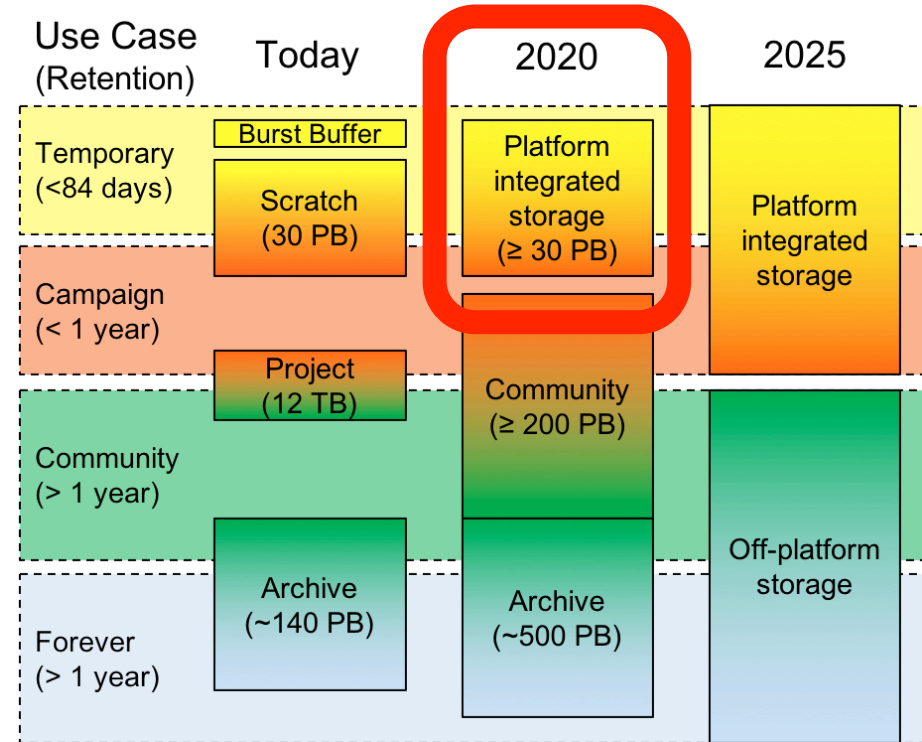 Use Case
(Retention)
Today
2020
2025
Temporary
(<84 days)
Burst Buffer
Scratch
(30 PB)
Platform
integrated
storage
(≥ 30 PB)
Platform
integrated
storage
Campaign
(< 1 year)
Project
(12 TB)
Community
(≥ 200 PB)
Community
(> 1 year)
Archive
(~140 PB)
Archive
(~500 PB)
Off-platform
storage
Forever
(> 1 year)